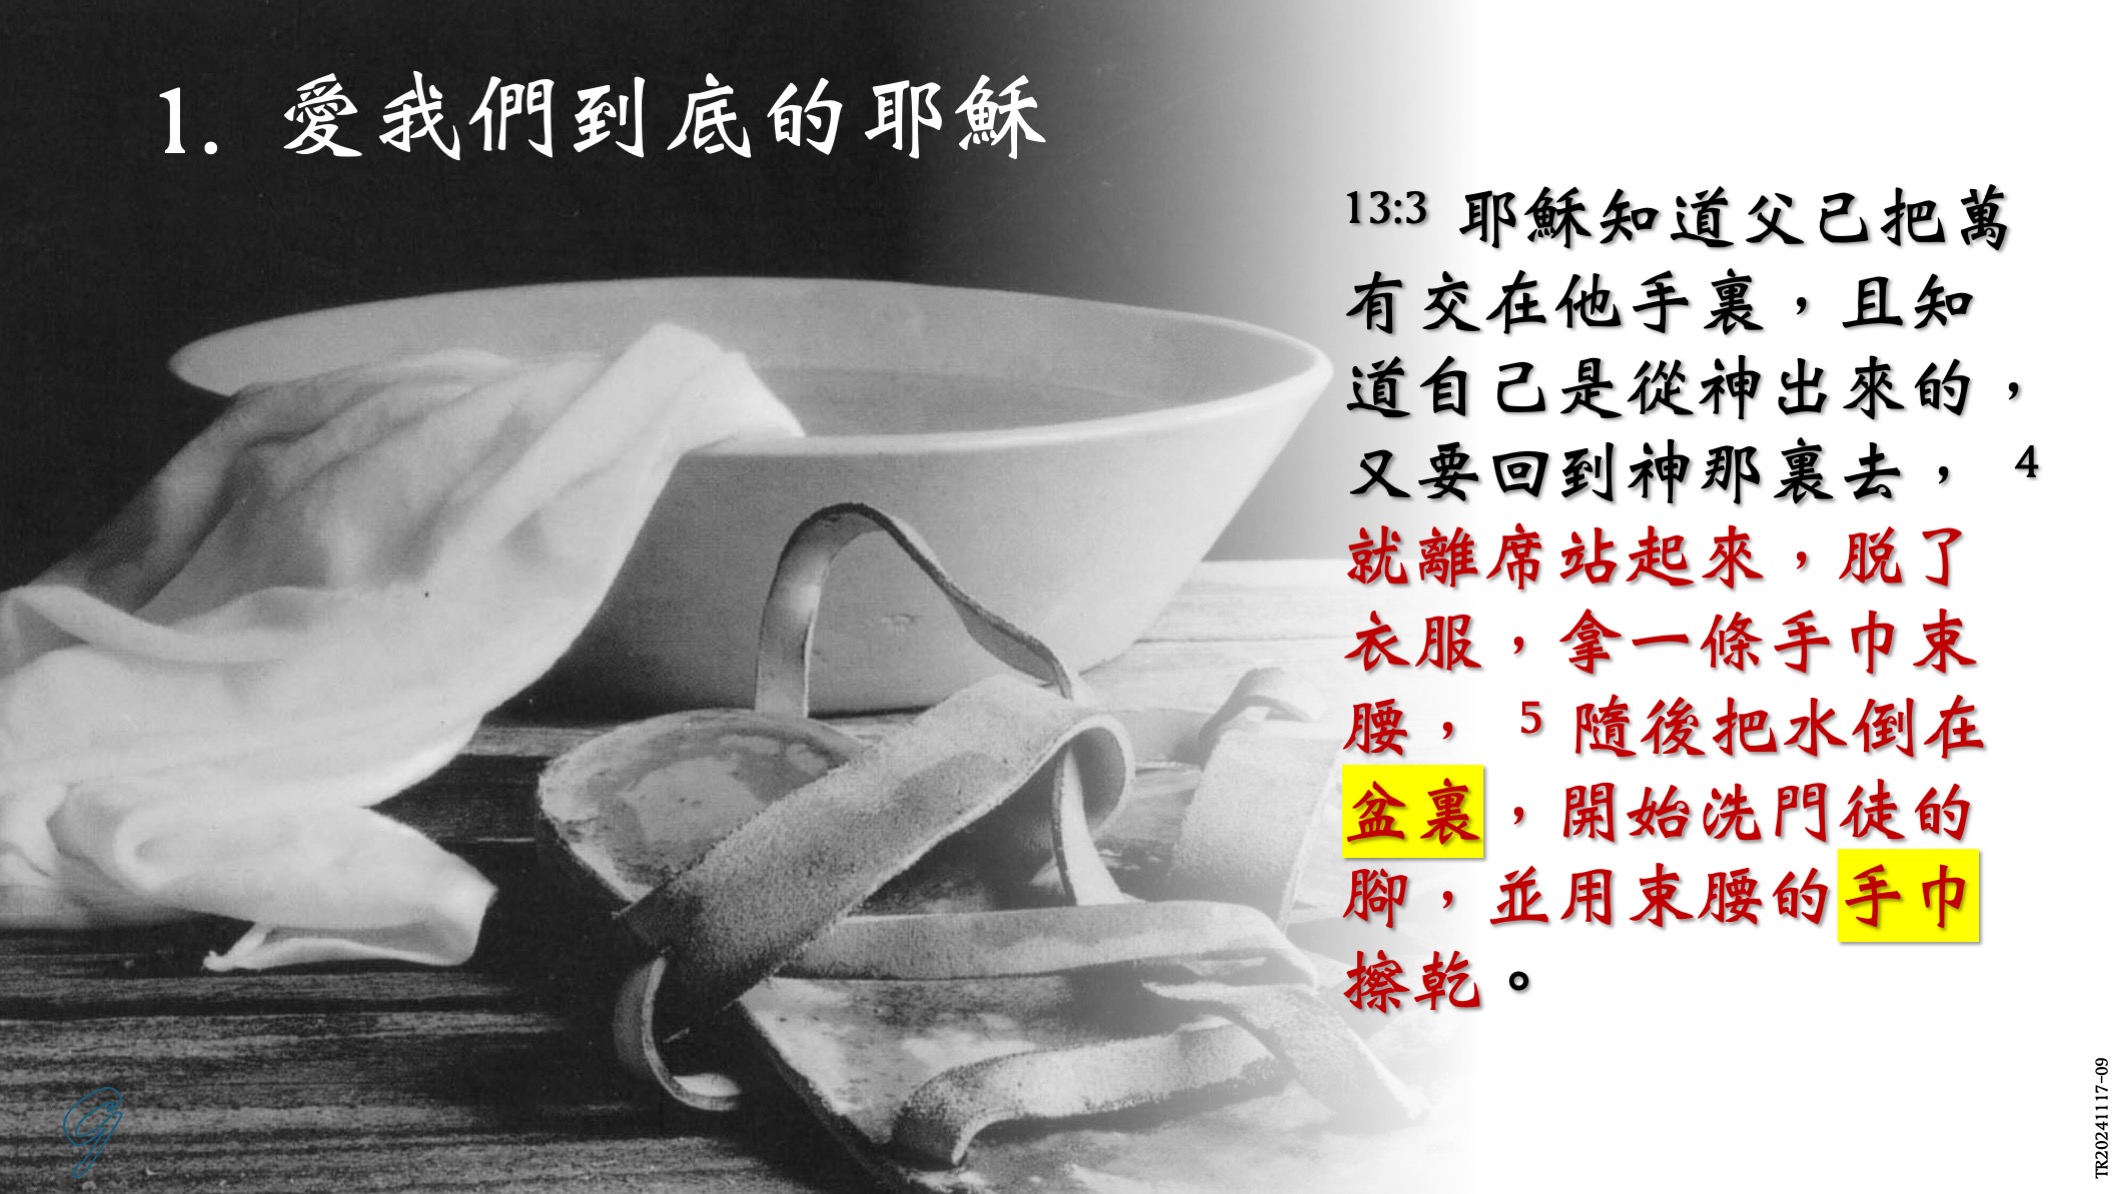 1. 愛我們到底的耶穌
13:3 耶穌知道父已把萬
有交在他手裏，且知
道自己是從神出來的，
又要回到神那裏去， 4
就離席站起來，脫了
衣服，拿一條手巾束
腰， 5 隨後把水倒在
盆裏，開始洗門徒的
腳，並用束腰的手巾
擦乾。
TR20241117-09